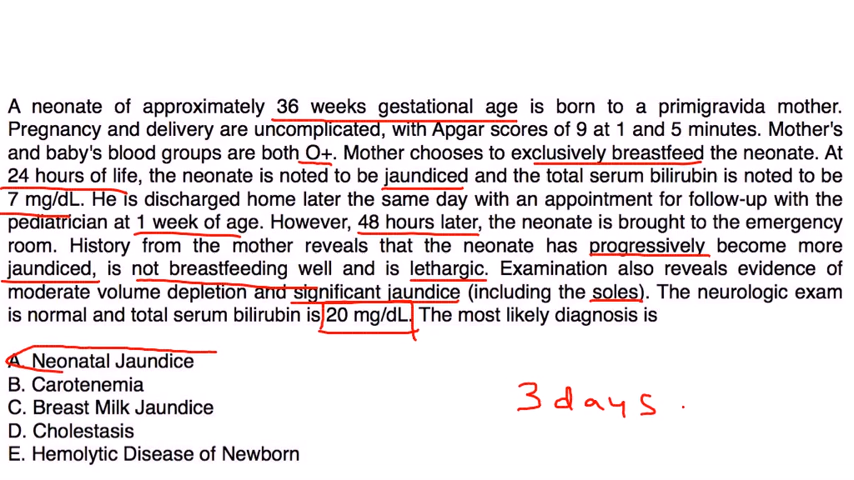 A neonate of approximately 36 weeks gestational age is born to a primigravida mother.
Pregnancy and delivery are uncomplicated, with Apgar scores of 9 at 1 and 5 minutes. Mother's
and baby's blood groups are both O+. Mother chooses to exclusively breastfeed the neonate. At
24 hours of life, the neonate is noted to be jaundiced and the total serum bilirubin is noted to be
7 mg/dL. He is discharged home later the same day with an appointment for follow-up with the
pediatrician at 1 week of age. However, 48 hours later, the neonate is brought to the emergency
room. History from the mother reveals that the neonate has progressively become more
jaundiced, is not breastfeeding well and is lethargic. Examination also reveals evidence of
moderate volume depletion and significant jaundice (including the soles). The neurologic exam
is normal and total serum bilirubin is 20 mg/dL. The most likely diagnosis is
A. Neonatal Jaundice
B. Carotenemia
C. Breast Milk Jaundice
D. Cholestasis
E. Hemolytic Disease of Newborn
3 days.